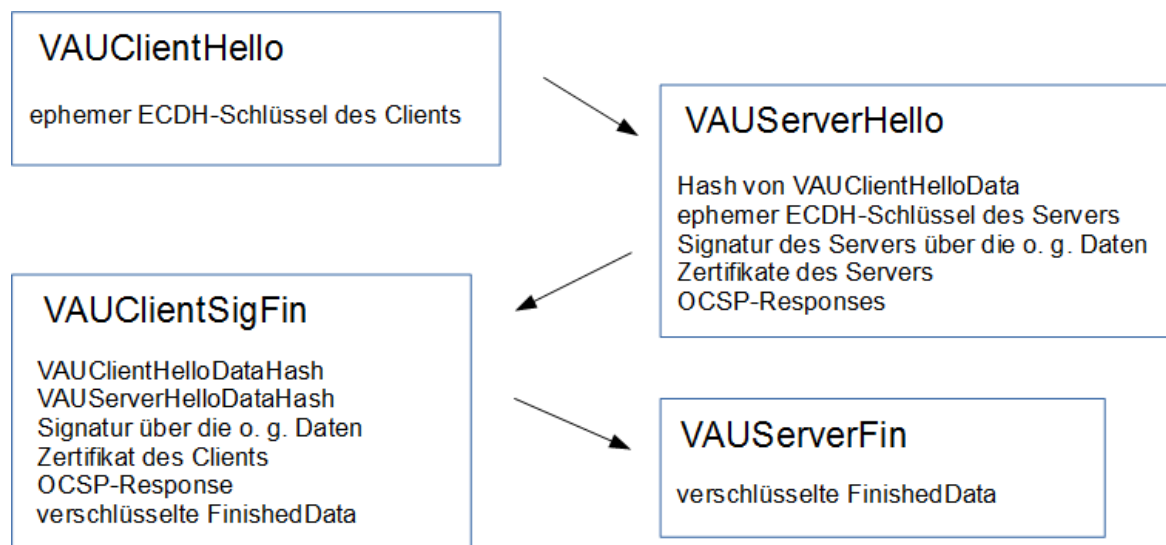 VAUClientHello
ephemer ECDH-Schlüssel des Clients
VAUServerHello
Hash von VAUClientHelloData
ephemer ECDH-Schlüssel des Servers
Signatur des Servers über die o. g. Daten
Zertifikate des Servers
OCSP-Responses
VAUClientSigFin
VAUClientHelloDataHash
VAUServerHelloDataHash
Signatur über die o. g. Daten
Zertifikat des Clients
OCSP-Response
verschlüsselte FinishedData
VAUServerFin
verschlüsselte FinishedData